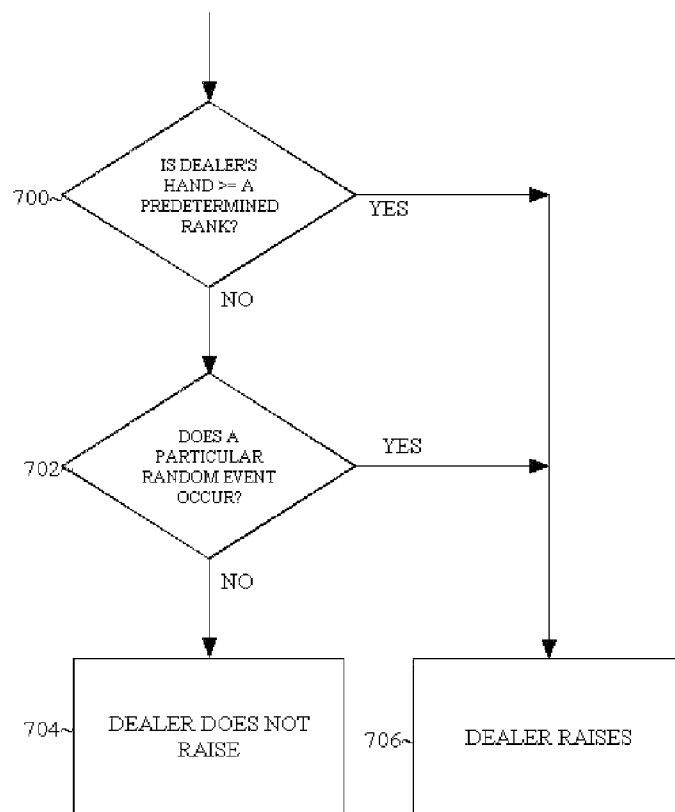 IS DEALER'S
HAND >= A
PREDETERMINED
RANK?
700
YES
NO
DOES A
PARTICULAR
RANDOM EVENT
OCCUR?
702
YES
NO
704
DEALER DOES NOT
RAISE
706
DEALER RAISES